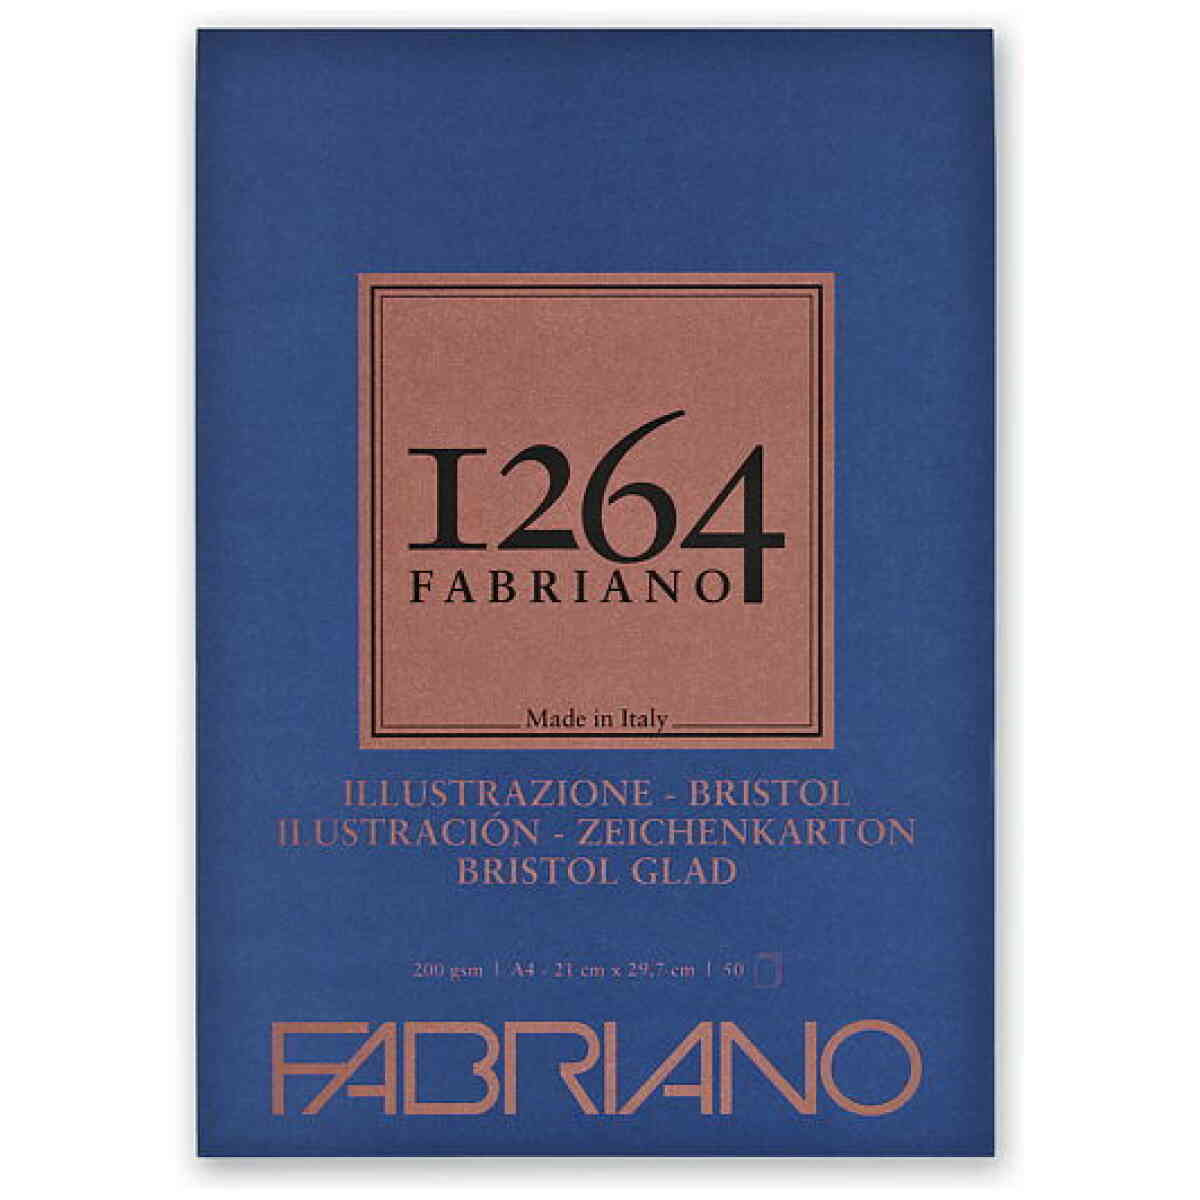 1264
FABRIANO
Made in Italy
ILLUSTRAZIONE - BRISTOL
ILUSTRACIÓN - ZEICHENKARTON
BRISTOL GLAD
200 gsm | A4 - 21 cm x 29,7 cm | 50
FABRIANO